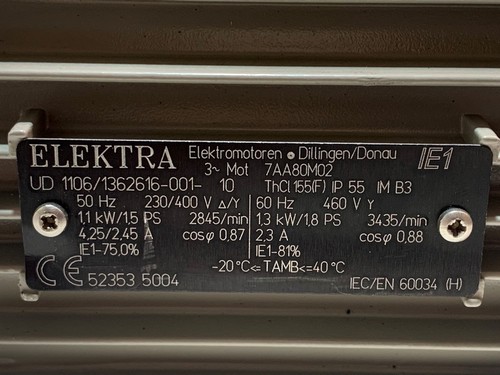 ELEKTRA Elektromotoren • Dillingen/Donau IE1
3~ Mot 7AA80M02
UD 1106/1362616-001- 10 ThCl.155(F) IP 55 IM B3
50 Hz 230/400 V Δ/Y 60 Hz 460 V Y
1,1 kW/1,5 PS 2845/min 1,3 kW/1,8 PS 3435/min
4,25/2,45 A cosφ 0,87 2,3 A cosφ 0,88
IE1-75,0% IE1-81%
-20°C<=TAMB<=40°C
CE 52353 5004 IEC/EN 60034 (H)